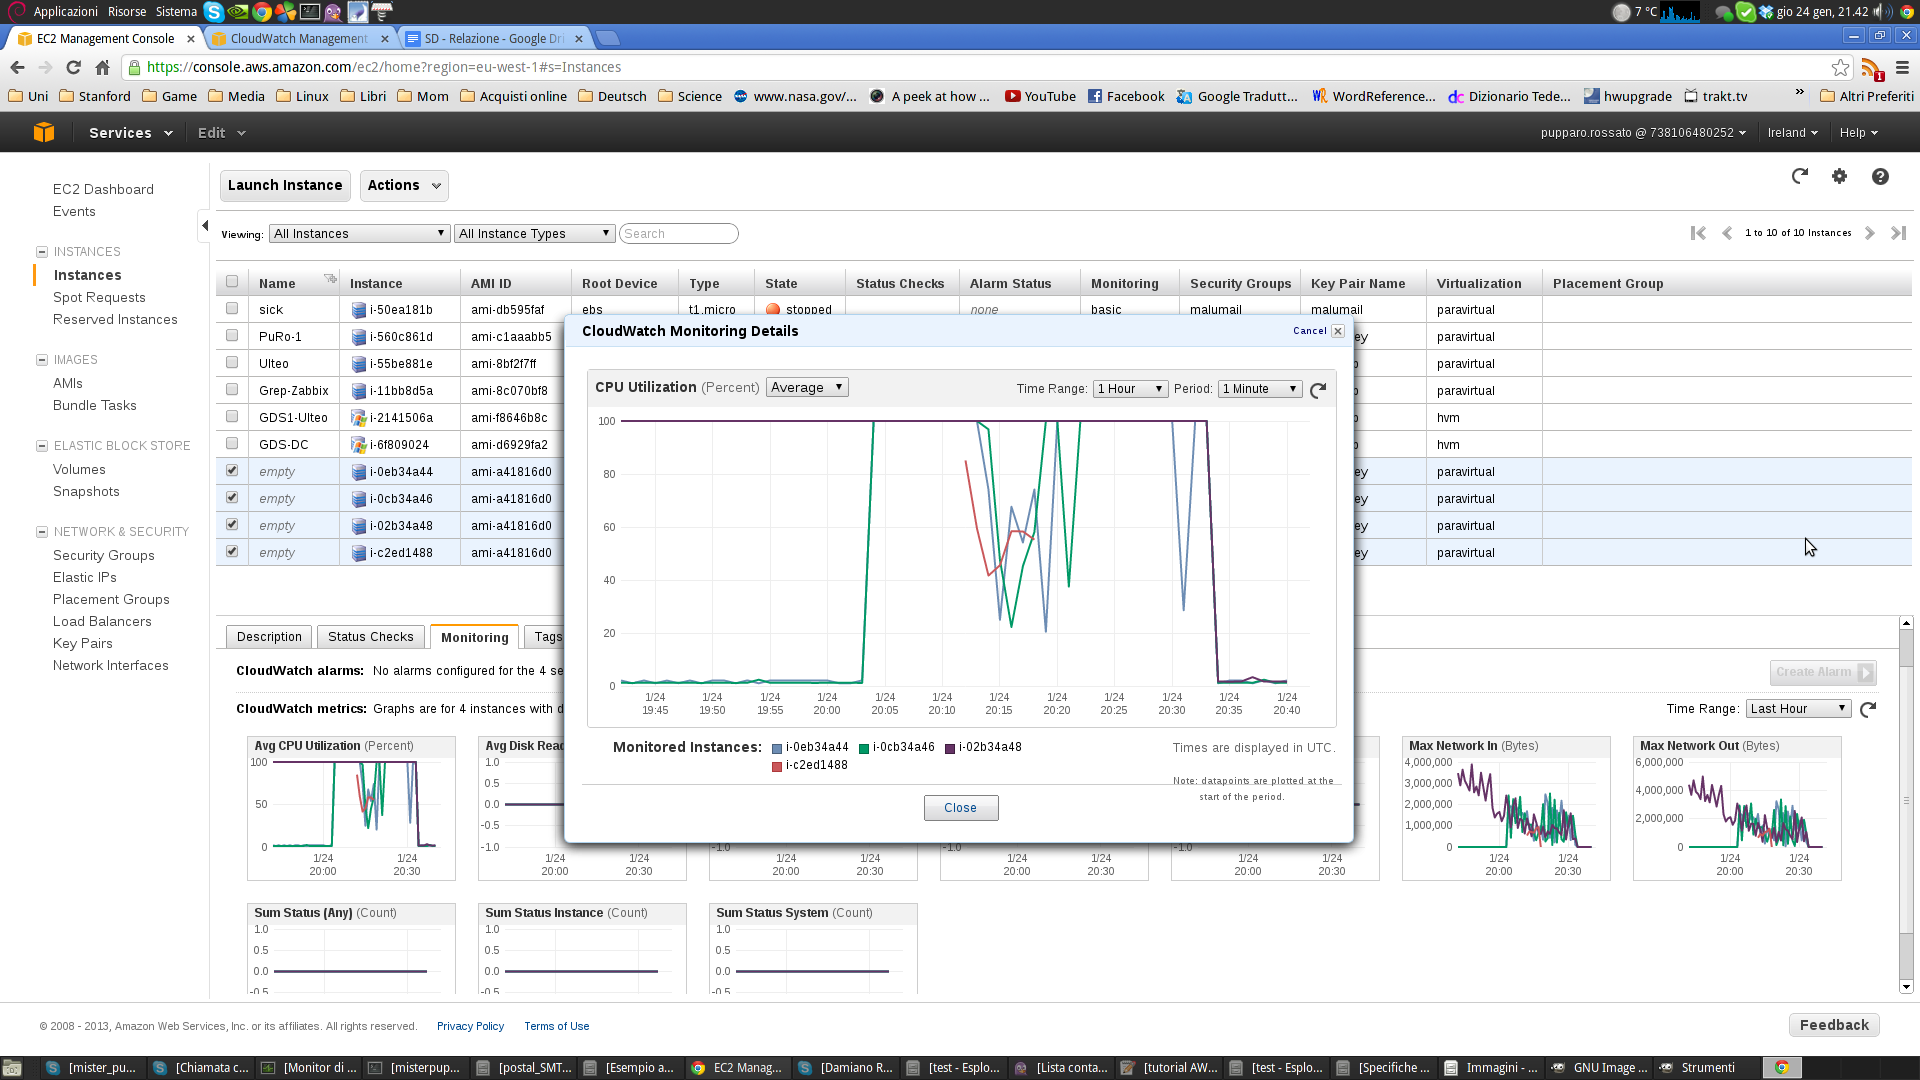 Applicazioni Risorse Sistema 7 °C gio 24 gen, 21.42
EC2 Management Console CloudWatch Management SD - Relazione - Google Dri
https://console.aws.amazon.com/ec2/home?region=eu-west-1#s=Instances
Uni Stanford Game Media Linux Libri Mom Acquisti online Deutsch Science www.nasa.gov/... A peek at how ... YouTube Facebook Google Tradutt... WordReference... Dizionario Tede... hwupgrade trakt.tv » Altri Preferiti
Services Edit pupparo.rossato @ 738106480252 Ireland Help
EC2 Dashboard
Events
INSTANCES
Instances
Spot Requests
Reserved Instances
IMAGES
AMIs
Bundle Tasks
ELASTIC BLOCK STORE
Volumes
Snapshots
NETWORK & SECURITY
Security Groups
Elastic IPs
Placement Groups
Load Balancers
Key Pairs
Network Interfaces
Launch Instance Actions
Viewing: All Instances All Instance Types Search 1 to 10 of 10 Instances
Name Instance AMI ID Root Device Type State Status Checks Alarm Status Monitoring Security Groups Key Pair Name Virtualization Placement Group
sick i-50ea181b ami-db595faf ebs t1.micro stopped none basic malumail malumail paravirtual
PuRo-1 i-560c861d ami-c1aaabb5 ey paravirtual
Ulteo i-55be881e ami-8bf2f7ff paravirtual
Grep-Zabbix i-11bb8d5a ami-8c070bf8 paravirtual
GDS1-Ulteo i-2141506a ami-f8646b8c hvm
GDS-DC i-6f809024 ami-d6929fa2 hvm
empty i-0eb34a44 ami-a41816d0 ey paravirtual
empty i-0cb34a46 ami-a41816d0 ey paravirtual
empty i-02b34a48 ami-a41816d0 ey paravirtual
empty i-c2ed1488 ami-a41816d0 ey paravirtual
CloudWatch Monitoring Details Cancel
CPU Utilization (Percent) Average Time Range: 1 Hour Period: 1 Minute
100
80
60
40
20
0
1/24 1/24 1/24 1/24 1/24 1/24 1/24 1/24 1/24 1/24 1/24 1/24
19:45 19:50 19:55 20:00 20:05 20:10 20:15 20:20 20:25 20:30 20:35 20:40
Monitored Instances: i-0eb34a44 i-0cb34a46 i-02b34a48
i-c2ed1488
Times are displayed in UTC.
Note: datapoints are plotted at the
start of the period.
Close
Description Status Checks Monitoring Tags
CloudWatch alarms: No alarms configured for the 4 se
Create Alarm
CloudWatch metrics: Graphs are for 4 instances with d
Time Range: Last Hour
Avg CPU Utilization (Percent)
100
50
0
1/24 1/24
20:00 20:30
Avg Disk Read
1.0
0.5
0.0
-0.5
-1.0
1/24 1/24
20:00 20:30
-1.0
1/24 1/24
20:00 20:30
-1.0
1/24 1/24
20:00 20:30
-1.0
1/24 1/24
20:00 20:30
Max Network In (Bytes)
4,000,000
3,000,000
2,000,000
1,000,000
0
1/24 1/24
20:00 20:30
Max Network Out (Bytes)
6,000,000
4,000,000
2,000,000
0
1/24 1/24
20:00 20:30
Sum Status (Any) (Count)
1.0
0.5
0.0
-0.5
Sum Status Instance (Count)
1.0
0.5
0.0
-0.5
Sum Status System (Count)
1.0
0.5
0.0
-0.5
© 2008 - 2013, Amazon Web Services, Inc. or its affiliates. All rights reserved. Privacy Policy Terms of Use Feedback
[mister_pu... [Chiamata c... [Monitor di ... [misterpup... [postal_SMT... [Esempio a... EC2 Manag... [Damiano R... [test - Esplo... [Lista conta... [tutorial AW... [test - Esplo... [Specifiche ... Immagini - ... GNU Image ... Strumenti